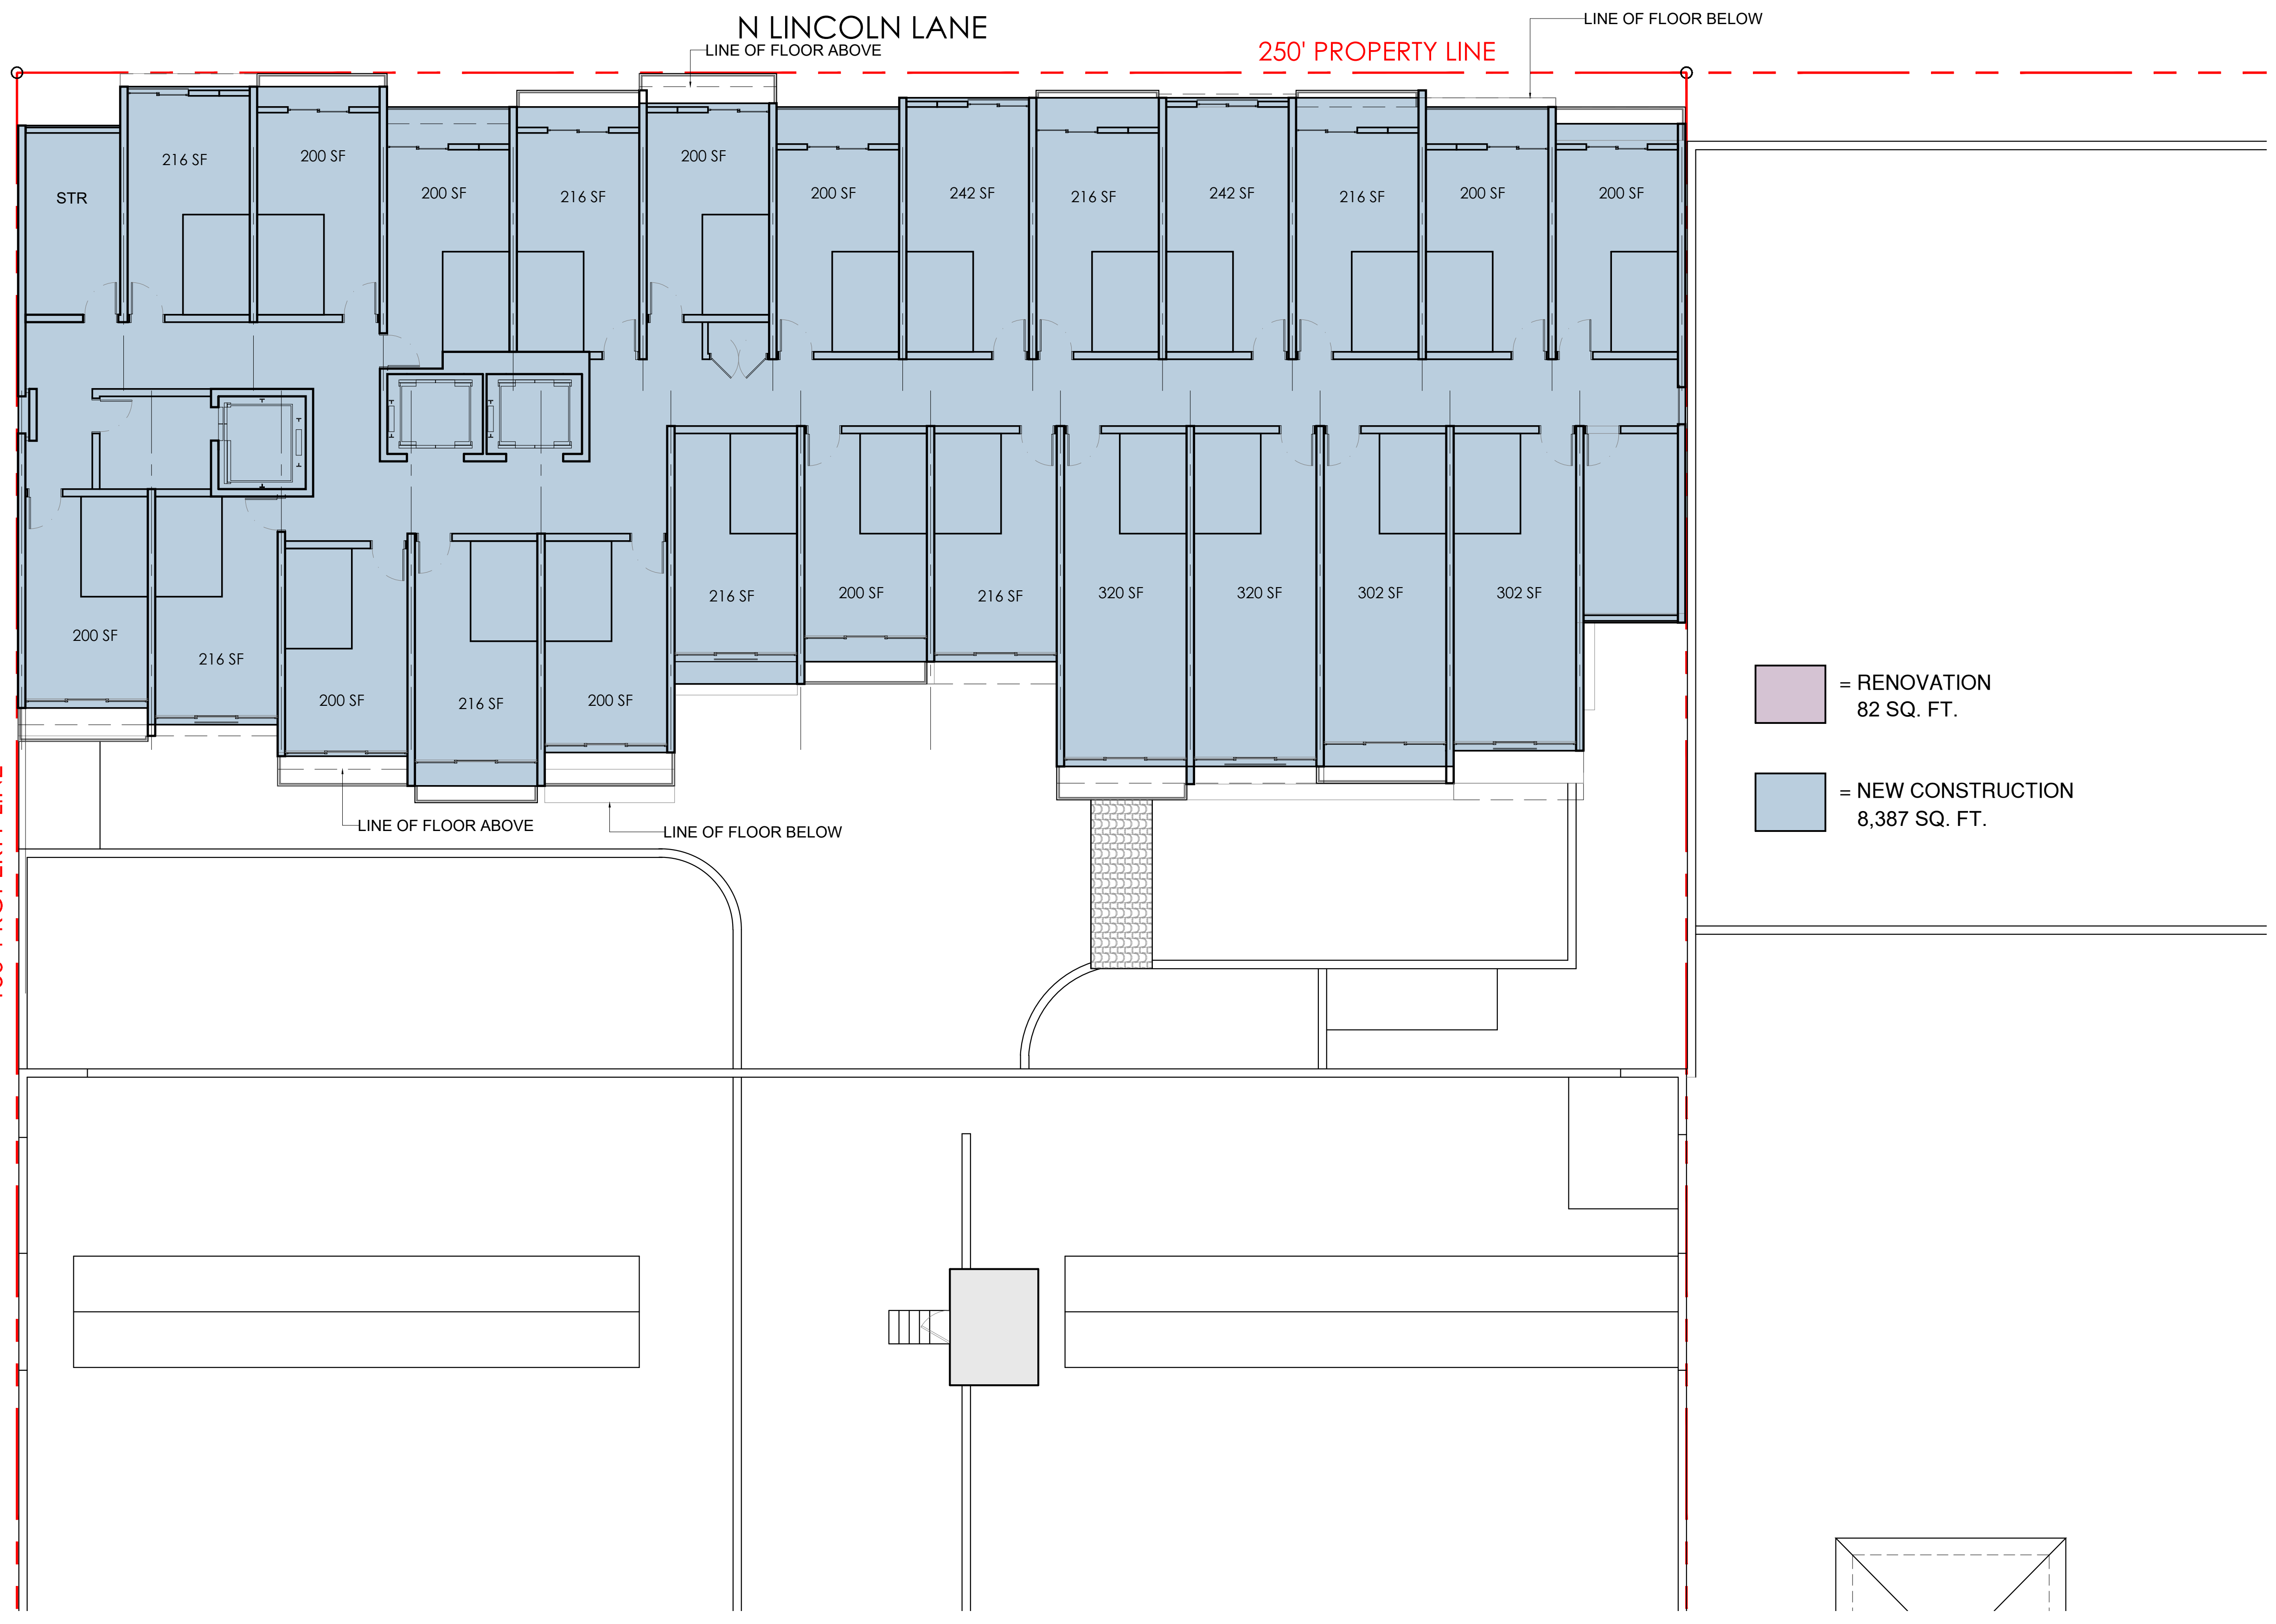 LINE OF FLOOR BELOW
N LINCOLN LANE
LINE OF FLOOR ABOVE
250' PROPERTY LINE
216 SF
200 SF
200 SF
STR
200 SF
216 SF
200 SF
242 SF
216 SF
242 SF
216 SF
200 SF
200 SF
216 SF
200 SF
216 SF
320 SF
320 SF
302 SF
302 SF
200 SF
216 SF
200 SF
216 SF
200 SF
= RENOVATION
82 SQ. FT.
= NEW CONSTRUCTION
8,387 SQ. FT.
LINE OF FLOOR ABOVE
LINE OF FLOOR BELOW